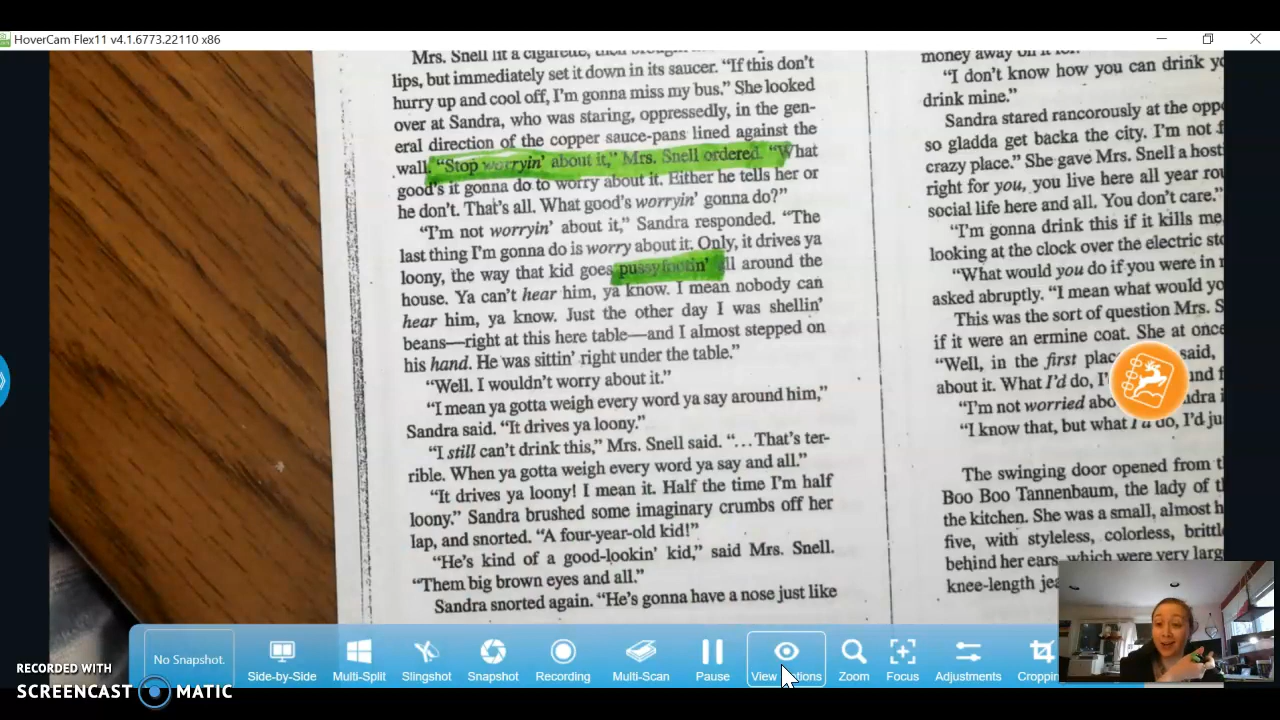 HoverCam Flex11 v4.1.6773.22110 x86
Mrs. Snell lit a cigarette,
lips, but immediately set it down in its saucer. “If this don’t
hurry up and cool off, I’m gonna miss my bus.” She looked
over at Sandra, who was staring, oppressedly, in the gen-
eral direction of the copper sauce-pans lined against the
wall. “Stop worryin’ about it,” Mrs. Snell ordered. “What
good’s it gonna do to worry about it. Either he tells her or
he don’t. That’s all. What good’s worryin’ gonna do?”
“I’m not worryin’ about it,” Sandra responded. “The
last thing I’m gonna do is worry about it. Only, it drives ya
loony, the way that kid goes pussyfootin’ all around the
house. Ya can’t hear him, ya know. I mean nobody can
hear him, ya know. Just the other day I was shellin’
beans—right at this here table—and I almost stepped on
his hand. He was sittin’ right under the table.”
“Well. I wouldn’t worry about it.”
“I mean ya gotta weigh every word ya say around him,”
Sandra said. “It drives ya loony.”
“I still can’t drink this,” Mrs. Snell said. “…That’s ter-
rible. When ya gotta weigh every word ya say and all.”
“It drives ya loony! I mean it. Half the time I’m half
loony.” Sandra brushed some imaginary crumbs off her
lap, and snorted. “A four-year-old kid!”
“He’s kind of a good-lookin’ kid,” said Mrs. Snell.
“Them big brown eyes and all.”
Sandra snorted again. “He’s gonna have a nose just like
money away on it for
“I don’t know how you can drink
drink mine.”
Sandra stared rancorously at the
so gladda get backa the city. I’m not
crazy place.” She gave Mrs. Snell a
right for you, you live here all year
social life here and all. You don’t care.”
“I’m gonna drink this if it kills me
looking at the clock over the electric
“What would you do if you were in
asked abruptly. “I mean what would
This was the sort of question Mrs.
if it were an ermine coat. She at once
“Well, in the first said,
about it. What I’d do,
“I’m not worried
“I know that, but what I’d do, I’d
The swinging door opened from
Boo Boo Tannenbaum, the lady of
the kitchen. She was a small, almost
five, with styleless, colorless,
behind her ears, which were very
knee-length
No Snapshot.
Side-by-Side
Multi-Split
Slingshot
Snapshot
Recording
Multi-Scan
Pause
View
Zoom
Focus
Adjustments
RECORDED WITH
SCREENCAST MATIC